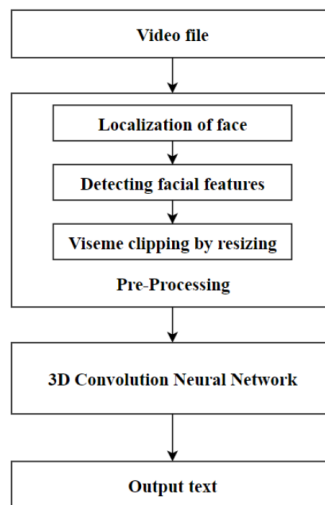 Video file
Localization of face
Detecting facial features
Viseme clipping by resizing
Pre-Processing
3D Convolution Neural Network
Output text